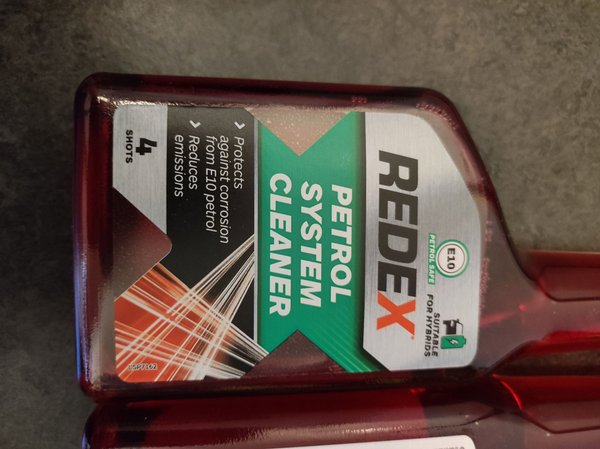 REDEX
E10
PETROL SAFE
SUITABLE
FOR HYBRIDS
PETROL
SYSTEM
CLEANER
Protects
against corrosion
from E10 petrol
Reduces
emissions
4
SHOTS